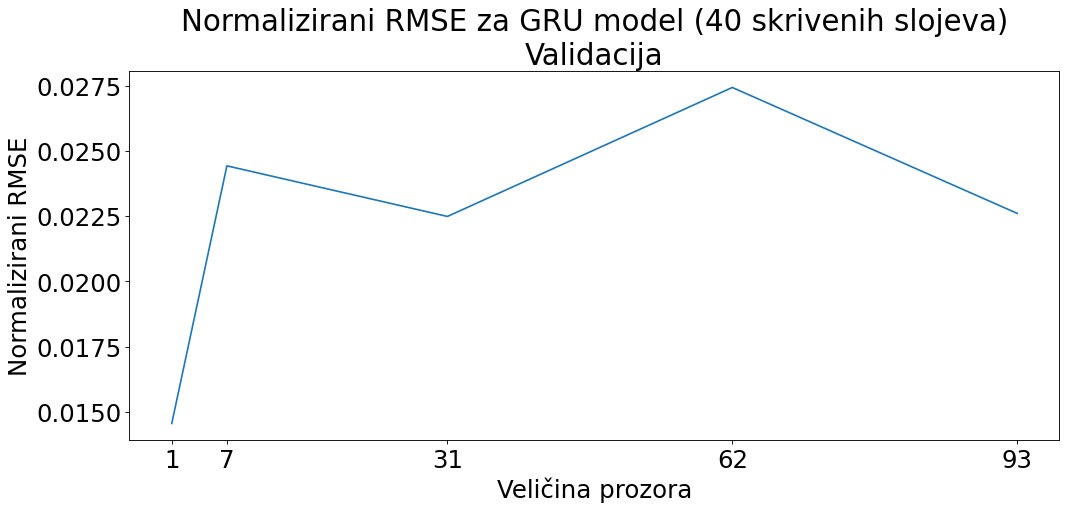 Normalizirani RMSE za GRU model (40 skrivenih slojeva)
Validacija
Normalizirani RMSE
0.0275
0.0250
0.0225
0.0200
0.0175
0.0150
1 7 31 62 93
Veličina prozora